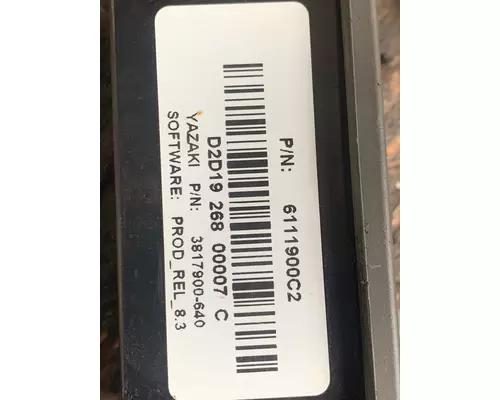 P/N: 6111900C2
D2D19 268 00007 C
YAZAKI P/N: 3817900-640
SOFTWARE: PROD_REL_8.3